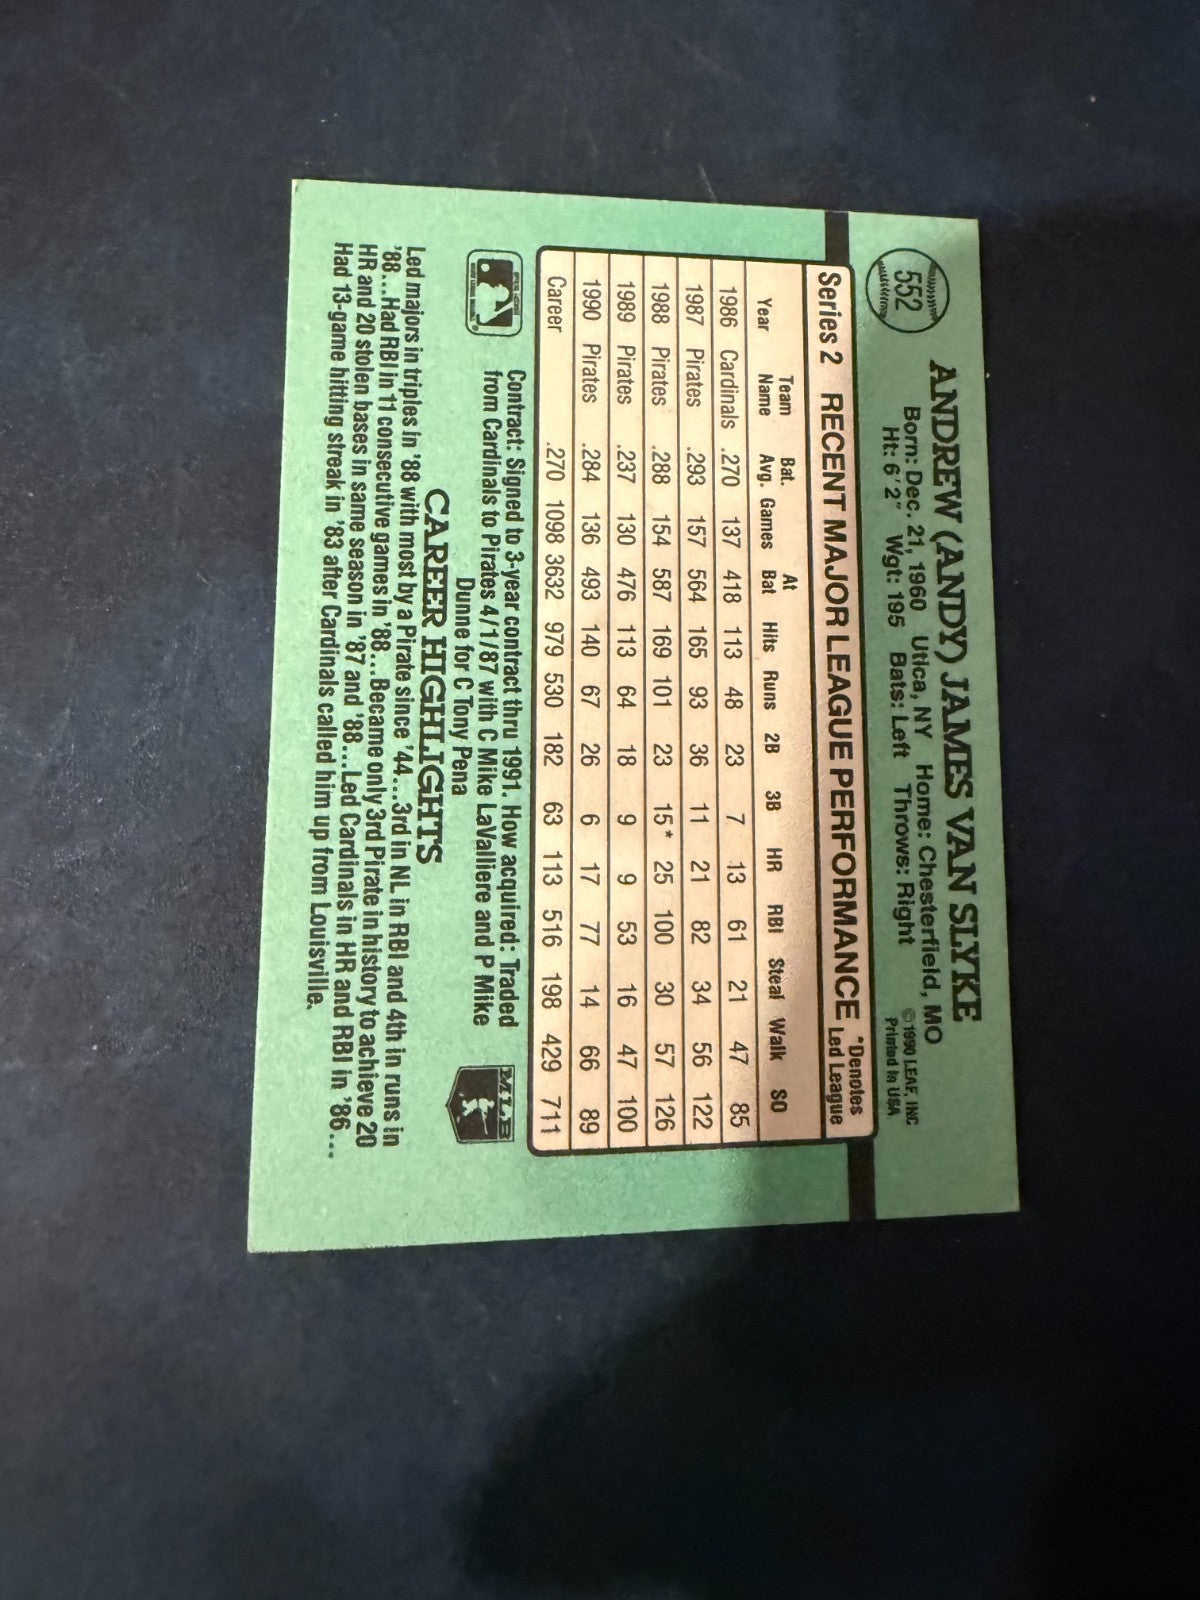 552
ANDREW (ANDY) JAMES VAN SLYKE
Born: Dec. 21, 1960 Utica, NY Home: Chesterfield, MO
Ht: 6'2" Wgt: 195 Bats: Left Throws: Right
©1990 LEAF, INC
Printed in USA
Series 2 RECENT MAJOR LEAGUE PERFORMANCE *Denotes Led League
Year Team Name Bat. Avg. Games At Bat Hits Runs 2B 3B HR RBI Steal Walk SO
1986 Cardinals .270 137 418 113 48 23 7 13 61 21 47 85
1987 Pirates .293 157 564 165 93 36 11 21 82 34 56 122
1988 Pirates .288 154 587 169 101 23 15* 25 100 30 57 126
1989 Pirates .237 130 476 113 64 18 9 9 53 16 47 100
1990 Pirates .284 136 493 140 67 26 6 17 77 14 66 89
Career .270 1098 3632 979 530 182 63 113 516 198 429 711
Contract: Signed to 3-year contract thru 1991. How acquired: Traded
from Cardinals to Pirates 4/1/87 with C Mike LaValliere and P Mike
Dunne for C Tony Pena
MLB
CAREER HIGHLIGHTS
Led majors in triples in '88 with most by a Pirate since '44...3rd in NL in RBI and 4th in runs in
'88...Had RBI in 11 consecutive games in '88...Became only 3rd Pirate in history to achieve 20
HR and 20 stolen bases in same season in '87 and '88...Led Cardinals in HR and RBI in '86...
Had 13-game hitting streak in '83 after Cardinals called him up from Louisville.